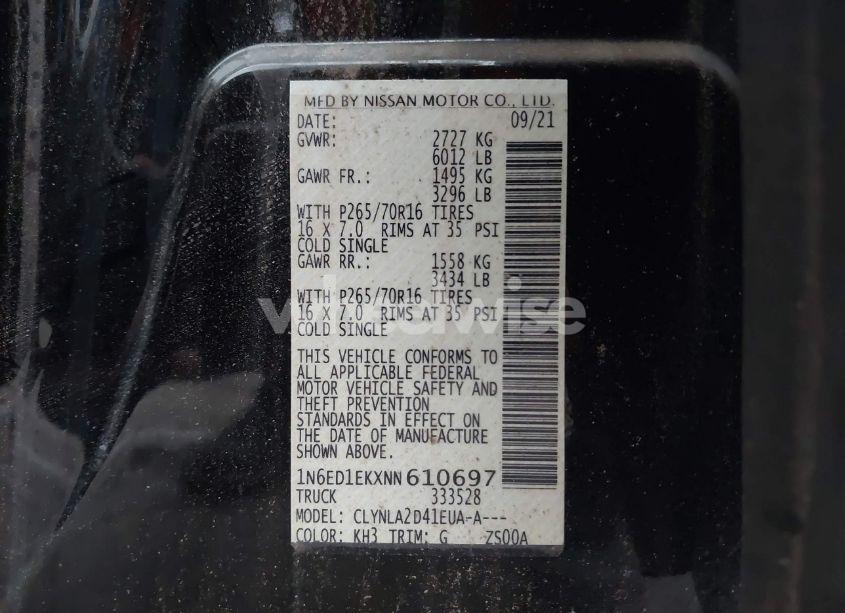 MFD BY NISSAN MOTOR CO., LTD.
DATE: 09/21
GVWR: 2727 KG
6012 LB
GAWR FR.: 1495 KG
3296 LB
WITH P265/70R16 TIRES
16 X 7.0 RIMS AT 35 PSI
COLD SINGLE
GAWR RR.: 1558 KG
3434 LB
WITH P265/70R16 TIRES
16 X 7.0 RIMS AT 35 PSI
COLD SINGLE
THIS VEHICLE CONFORMS TO
ALL APPLICABLE FEDERAL
MOTOR VEHICLE SAFETY AND
THEFT PREVENTION
STANDARDS IN EFFECT ON
THE DATE OF MANUFACTURE
SHOWN ABOVE.
1N6ED1EKXNN610697
TRUCK 333528
MODEL: CLYNLA2D41EUA-A---
COLOR: KH3 TRIM: G ZS00A